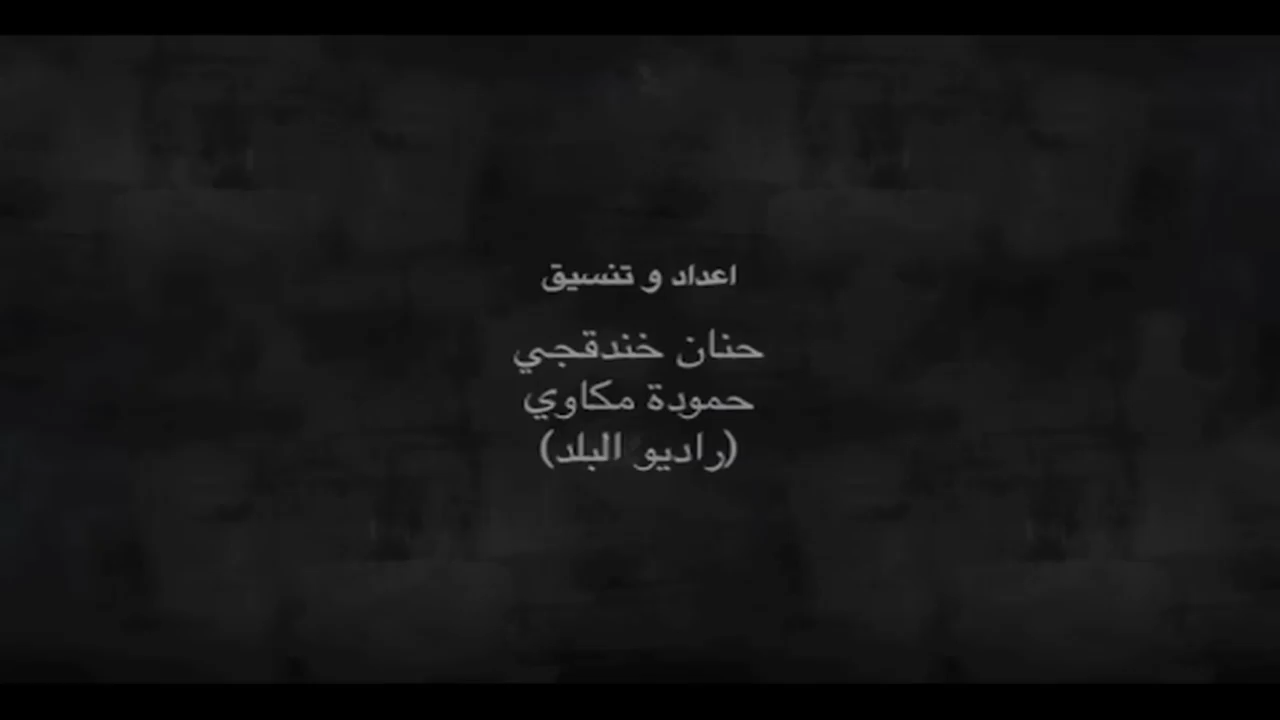 اعداد و تنسيق
حنان خندقجي
حمودة مكاوي
(راديو البلد)